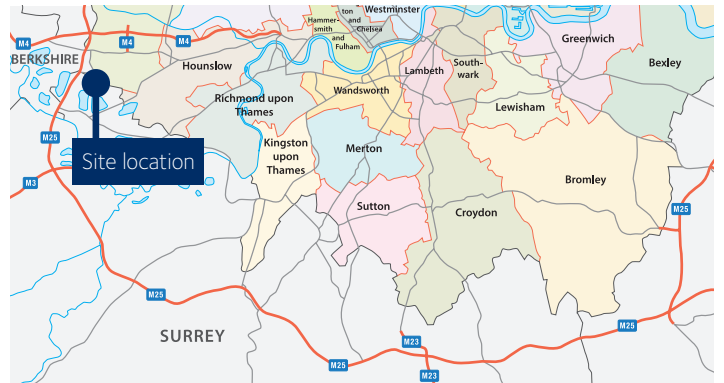 Westminster
Hammer-
smith
and
Fulham
ton
and
Chelsea
M4
M4
M4
BERKSHIRE
Hounslow
Greenwich
Bexley
Lambeth
South-
wark
Wandsworth
Richmond upon
Thames
Lewisham
M25
Site location
Kingston
upon
Thames
Merton
M3
Bromley
Sutton
Croydon
M25
M25
SURREY
M25
M23
M25
M23